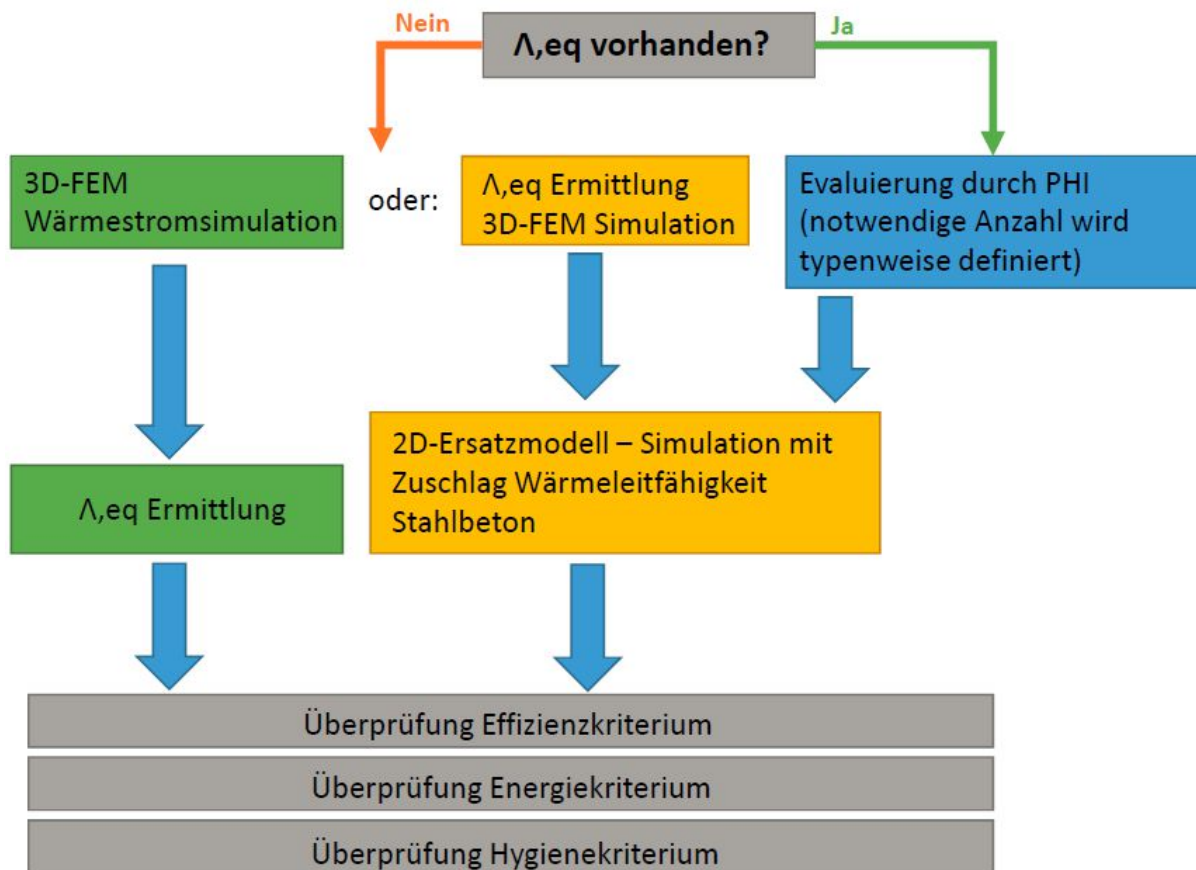 Nein
Λ,eq vorhanden?
Ja
3D-FEM
Wärmestromsimulation
oder:
Λ,eq Ermittlung
3D-FEM Simulation
Evaluierung durch PHI
(notwendige Anzahl wird
typenweise definiert)
Λ,eq Ermittlung
2D-Ersatzmodell – Simulation mit
Zuschlag Wärmeleitfähigkeit
Stahlbeton
Überprüfung Effizienzkriterium
Überprüfung Energiekriterium
Überprüfung Hygienekriterium